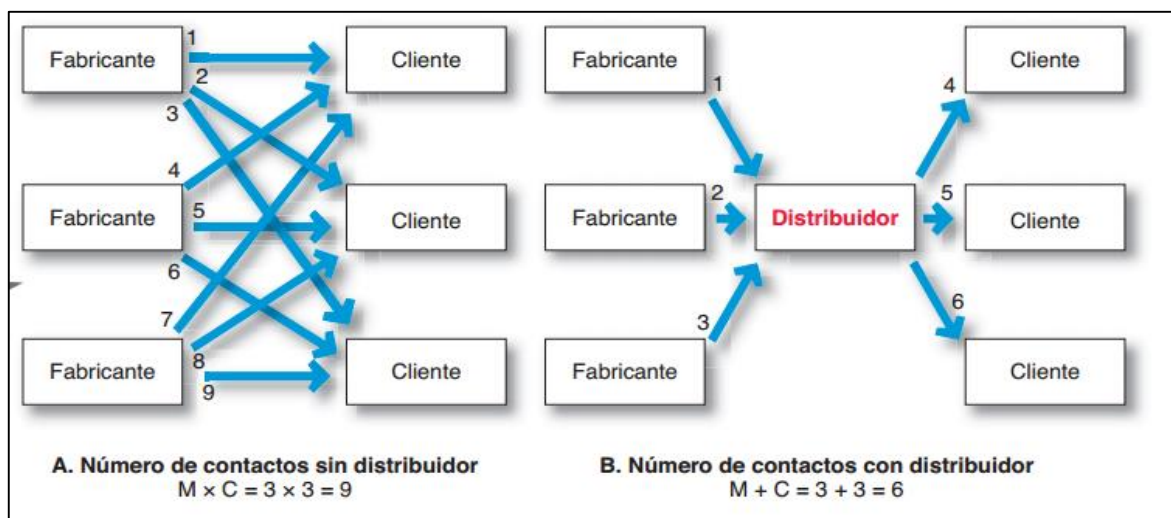 Fabricante
1
Cliente
2
3
4
Fabricante
5
Cliente
6
7
Fabricante
8
9
Cliente
A. Número de contactos sin distribuidor
M × C = 3 × 3 = 9
Fabricante
1
4
Cliente
Fabricante
2
Distribuidor
5
Cliente
Fabricante
3
6
Cliente
B. Número de contactos con distribuidor
M + C = 3 + 3 = 6